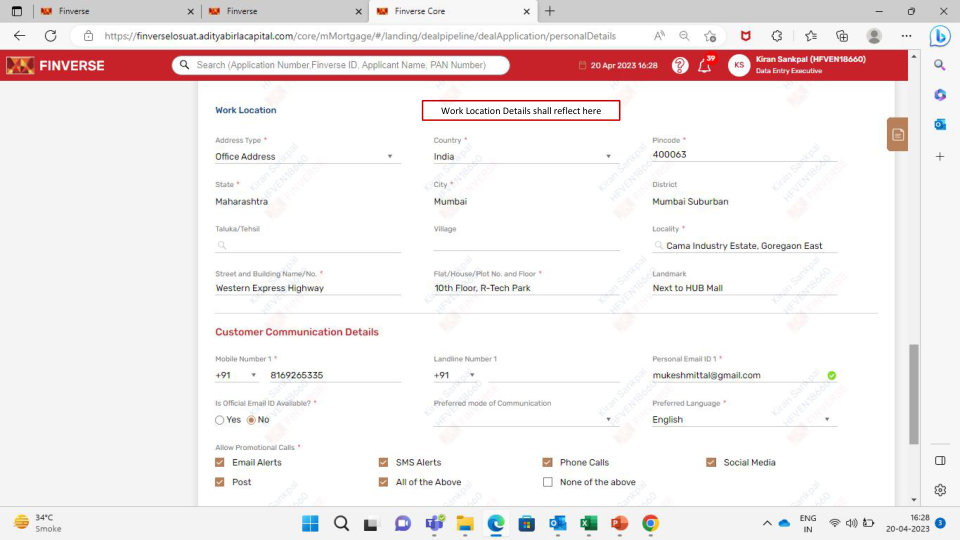 Finverse
Finverse
Finverse Core
https://finverselosuat.adityabirlacapital.com/core/mMortgage/#/landing/dealpipeline/dealApplication/personalDetails
FINVERSE
Search (Application Number,Finverse ID, Applicant Name, PAN Number)
20 Apr 2023 16:28
?
39
KS
Kiran Sankpal (HFVEN18660)
Data Entry Executive
Work Location
Work Location Details shall reflect here
Address Type *
Country *
Pincode *
Office Address
India
400063
State *
City *
District
Maharashtra
Mumbai
Mumbai Suburban
Taluka/Tehsil
Village
Locality *
Cama Industry Estate, Goregaon East
Street and Building Name/No. *
Flat/House/Plot No. and Floor *
Landmark
Western Express Highway
10th Floor, R-Tech Park
Next to HUB Mall
Customer Communication Details
Mobile Number 1 *
Landline Number 1
Personal Email ID 1 *
+91
8169265335
+91
mukeshmittal@gmail.com
Is Official Email ID Available? *
Preferred mode of Communication
Preferred Language *
Yes
No
English
Allow Promotional Calls *
Email Alerts
SMS Alerts
Phone Calls
Social Media
Post
All of the Above
None of the above
Kiran Sankpal
HFVEN18660
FINVERSE
34°C
Smoke
ENG
IN
16:28
20-04-2023
3